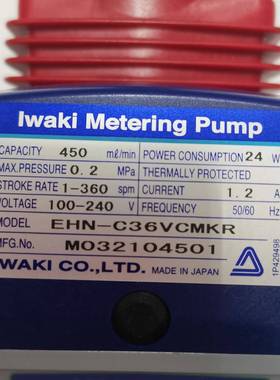 Iwaki Metering Pump
CAPACITY 450 mℓ/min POWER CONSUMPTION 24 W
MAX.PRESSURE 0.2 MPa THERMALLY PROTECTED
STROKE RATE 1-360 spm CURRENT 1.2 A
VOLTAGE 100-240 V FREQUENCY 50/60 Hz
MODEL EHN-C36VCMKR
MFG.No. M032104501
IWAKI CO.,LTD. MADE IN JAPAN
1P429498